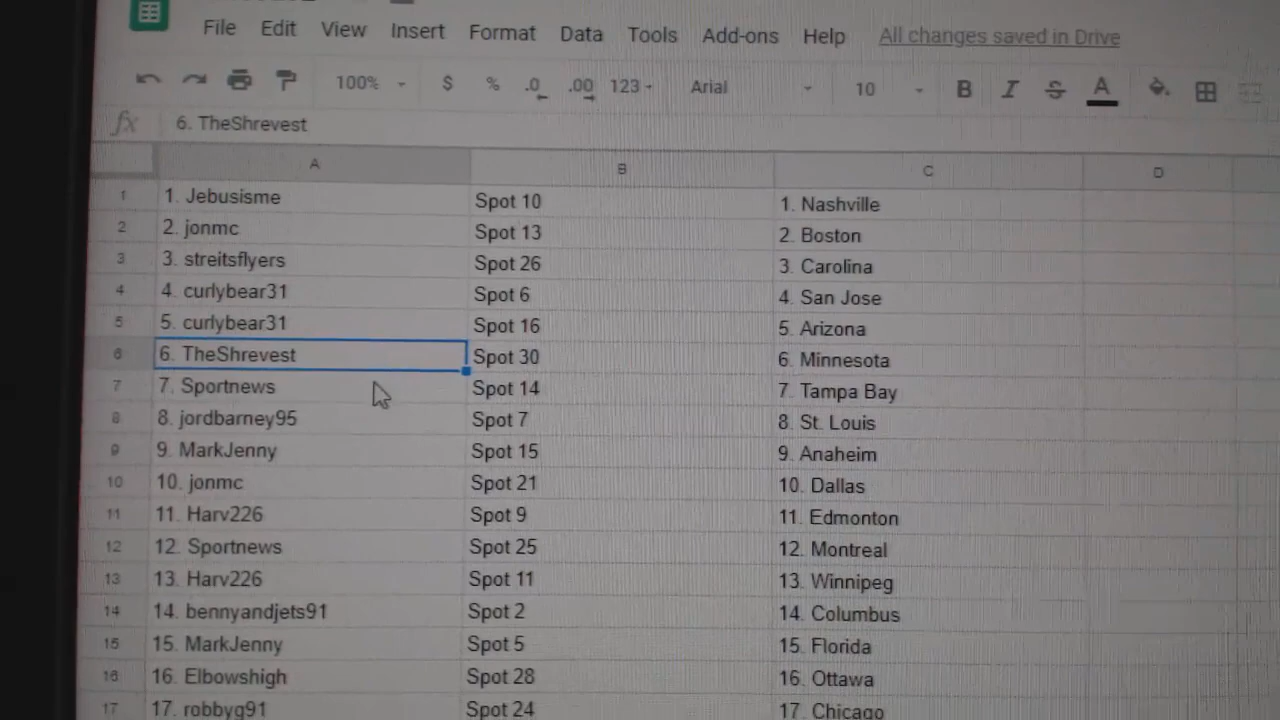 File Edit View Insert Format Data Tools Add-ons Help All changes saved in Drive
100% $ % .0 .00 123 Arial 10 B I S A
fx 6. TheShrevest
A B C D
1 1. Jebusisme Spot 10 1. Nashville
2 2. jonmc Spot 13 2. Boston
3 3. streitsflyers Spot 26 3. Carolina
4 4. curlybear31 Spot 6 4. San Jose
5 5. curlybear31 Spot 16 5. Arizona
6 6. TheShrevest Spot 30 6. Minnesota
7 7. Sportnews Spot 14 7. Tampa Bay
8 8. jordbarney95 Spot 7 8. St. Louis
9 9. MarkJenny Spot 15 9. Anaheim
10 10. jonmc Spot 21 10. Dallas
11 11. Harv226 Spot 9 11. Edmonton
12 12. Sportnews Spot 25 12. Montreal
13 13. Harv226 Spot 11 13. Winnipeg
14 14. bennyandjets91 Spot 2 14. Columbus
15 15. MarkJenny Spot 5 15. Florida
16 16. Elbowshigh Spot 28 16. Ottawa
17 17. robbyg91 Spot 24 17. Chicago